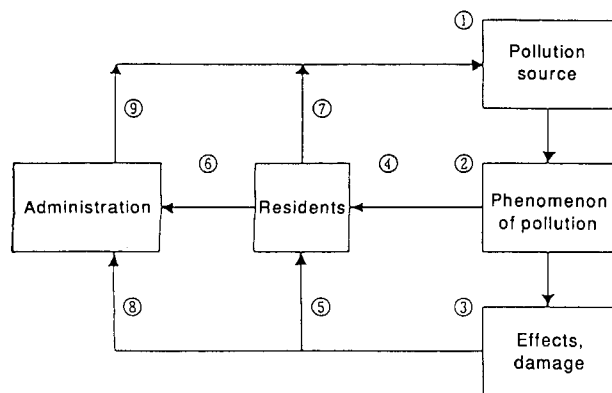 ①
Pollution
source
⑨
⑦
⑥
④
②
Administration
Residents
Phenomenon
of pollution
⑧
⑤
③
Effects,
damage